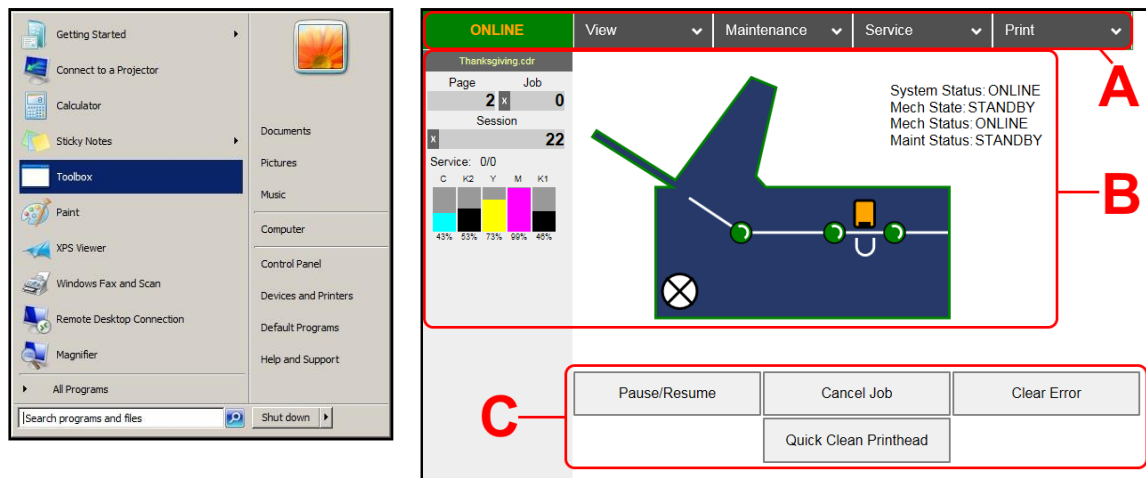 Getting Started
Connect to a Projector
Calculator
Sticky Notes
Toolbox
Paint
XPS Viewer
Windows Fax and Scan
Remote Desktop Connection
Magnifier
All Programs
Search programs and files
Documents
Pictures
Music
Computer
Control Panel
Devices and Printers
Default Programs
Help and Support
Shut down
ONLINE View Maintenance Service Print
A
Thanksgiving.cdr
Page Job
2 x 0
Session
x 22
Service: 0/0
C K2 Y M K1
43% 53% 73% 99% 46%
System Status: ONLINE
Mech State: STANDBY
Mech Status: ONLINE
Maint Status: STANDBY
B
C
Pause/Resume Cancel Job Clear Error
Quick Clean Printhead